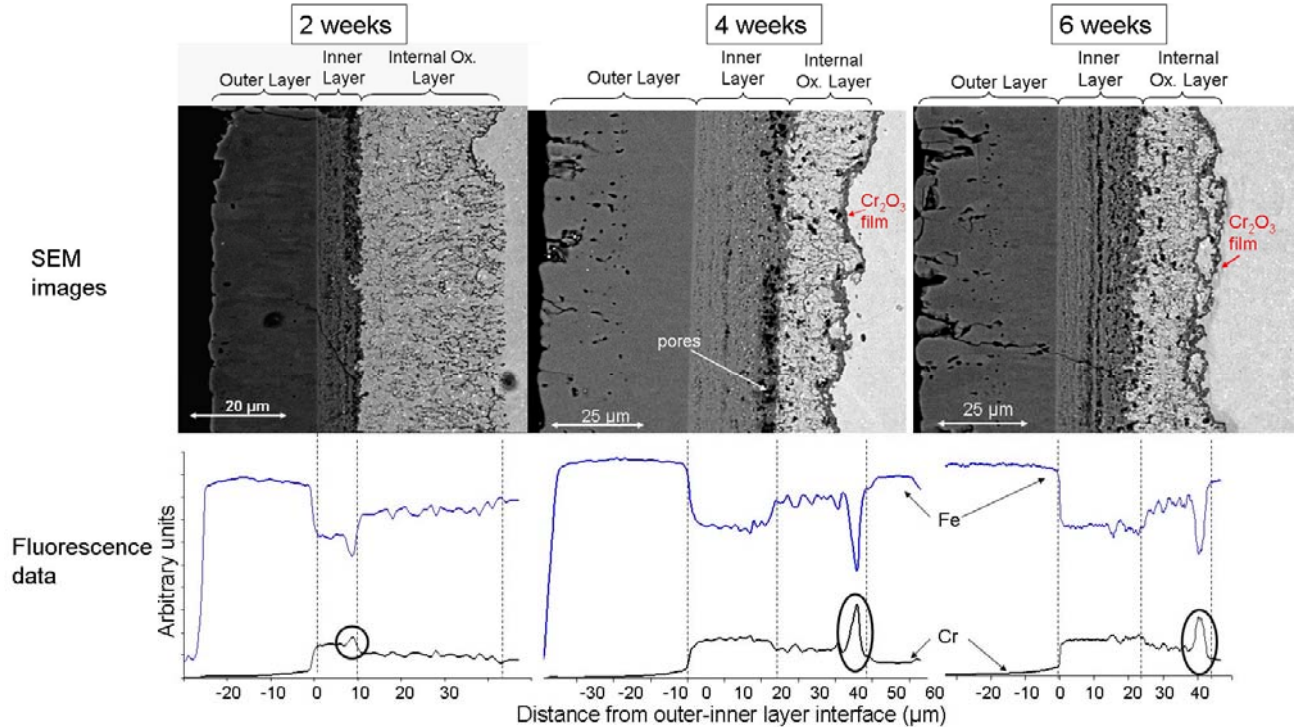 2 weeks
4 weeks
6 weeks
Outer Layer
Inner
Layer
Internal Ox.
Layer
Outer Layer
Inner
Layer
Internal
Ox. Layer
Outer Layer
Inner
Layer
Internal
Ox. Layer
SEM
images
20 µm
Cr₂O₃
film
pores
25 µm
Cr₂O₃
film
25 µm
Fluorescence
data
Arbitrary units
Fe
Cr
-20 -10 0 10 20 30
-30 -20 -10 0 10 20 30 40 50 60
-20 -10 0 10 20 30 40
Distance from outer-inner layer interface (µm)